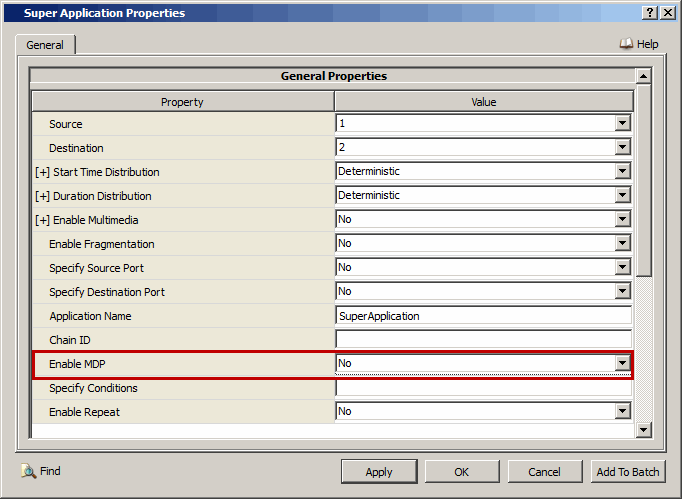 Super Application Properties
General
Help
General Properties
Property Value
Source 1
Destination 2
[+] Start Time Distribution Deterministic
[+] Duration Distribution Deterministic
[+] Enable Multimedia No
Enable Fragmentation No
Specify Source Port No
Specify Destination Port No
Application Name SuperApplication
Chain ID
Enable MDP No
Specify Conditions
Enable Repeat No
Find Apply OK Cancel Add To Batch